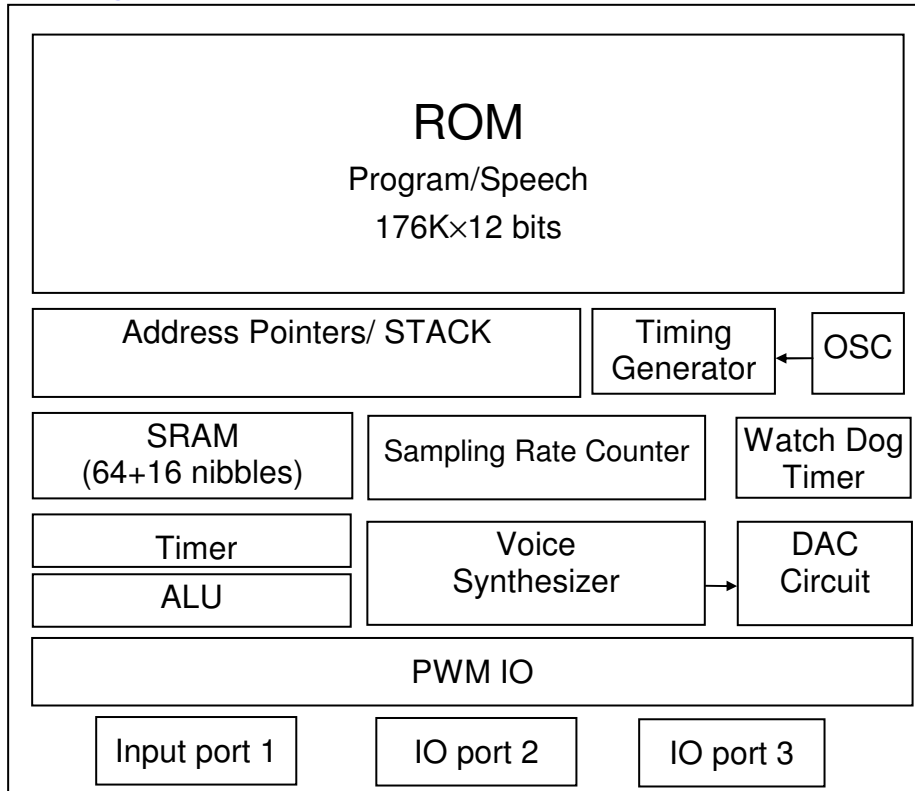 ROM
Program/Speech
176K×12 bits
Address Pointers/ STACK
Timing
Generator
OSC
SRAM
(64+16 nibbles)
Sampling Rate Counter
Watch Dog
Timer
Timer
ALU
Voice
Synthesizer
DAC
Circuit
PWM IO
Input port 1
IO port 2
IO port 3